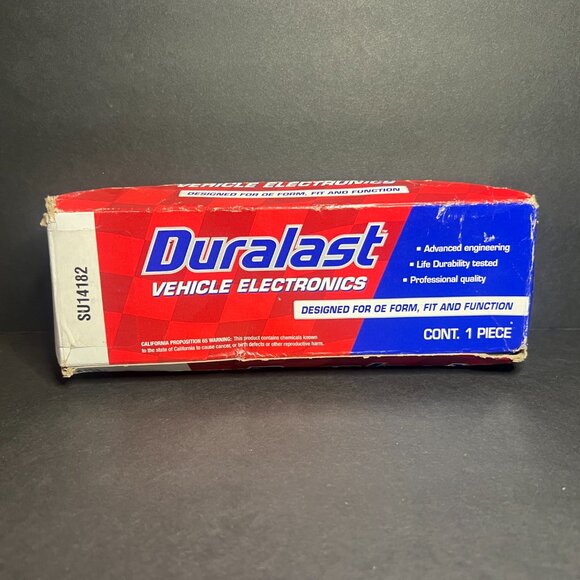 VEHICLE ELECTRONICS
DESIGNED FOR OE FORM, FIT AND FUNCTION
SU14182
Duralast
VEHICLE ELECTRONICS
▪ Advanced engineering
▪ Life Durability tested
▪ Professional quality
DESIGNED FOR OE FORM, FIT AND FUNCTION
CONT. 1 PIECE
CALIFORNIA PROPOSITION 65 WARNING: This product contains chemicals known
to the state of California to cause cancer, or birth defects or other reproductive harm.